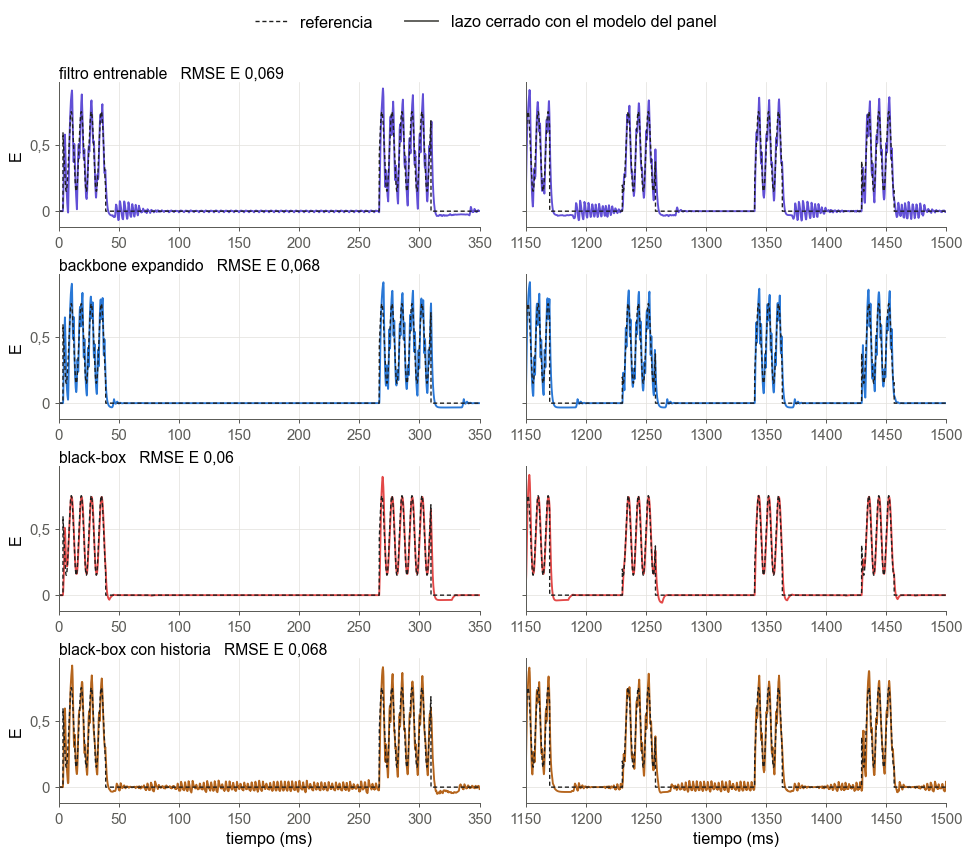 referencia   lazo cerrado con el modelo del panel
filtro entrenable   RMSE E 0,069
E
0,5
0
0 50 100 150 200 250 300 350
1150 1200 1250 1300 1350 1400 1450 1500
backbone expandido   RMSE E 0,068
E
0,5
0
0 50 100 150 200 250 300 350
1150 1200 1250 1300 1350 1400 1450 1500
black-box   RMSE E 0,06
E
0,5
0
0 50 100 150 200 250 300 350
1150 1200 1250 1300 1350 1400 1450 1500
black-box con historia   RMSE E 0,068
E
0,5
0
0 50 100 150 200 250 300 350
1150 1200 1250 1300 1350 1400 1450 1500
tiempo (ms)   tiempo (ms)